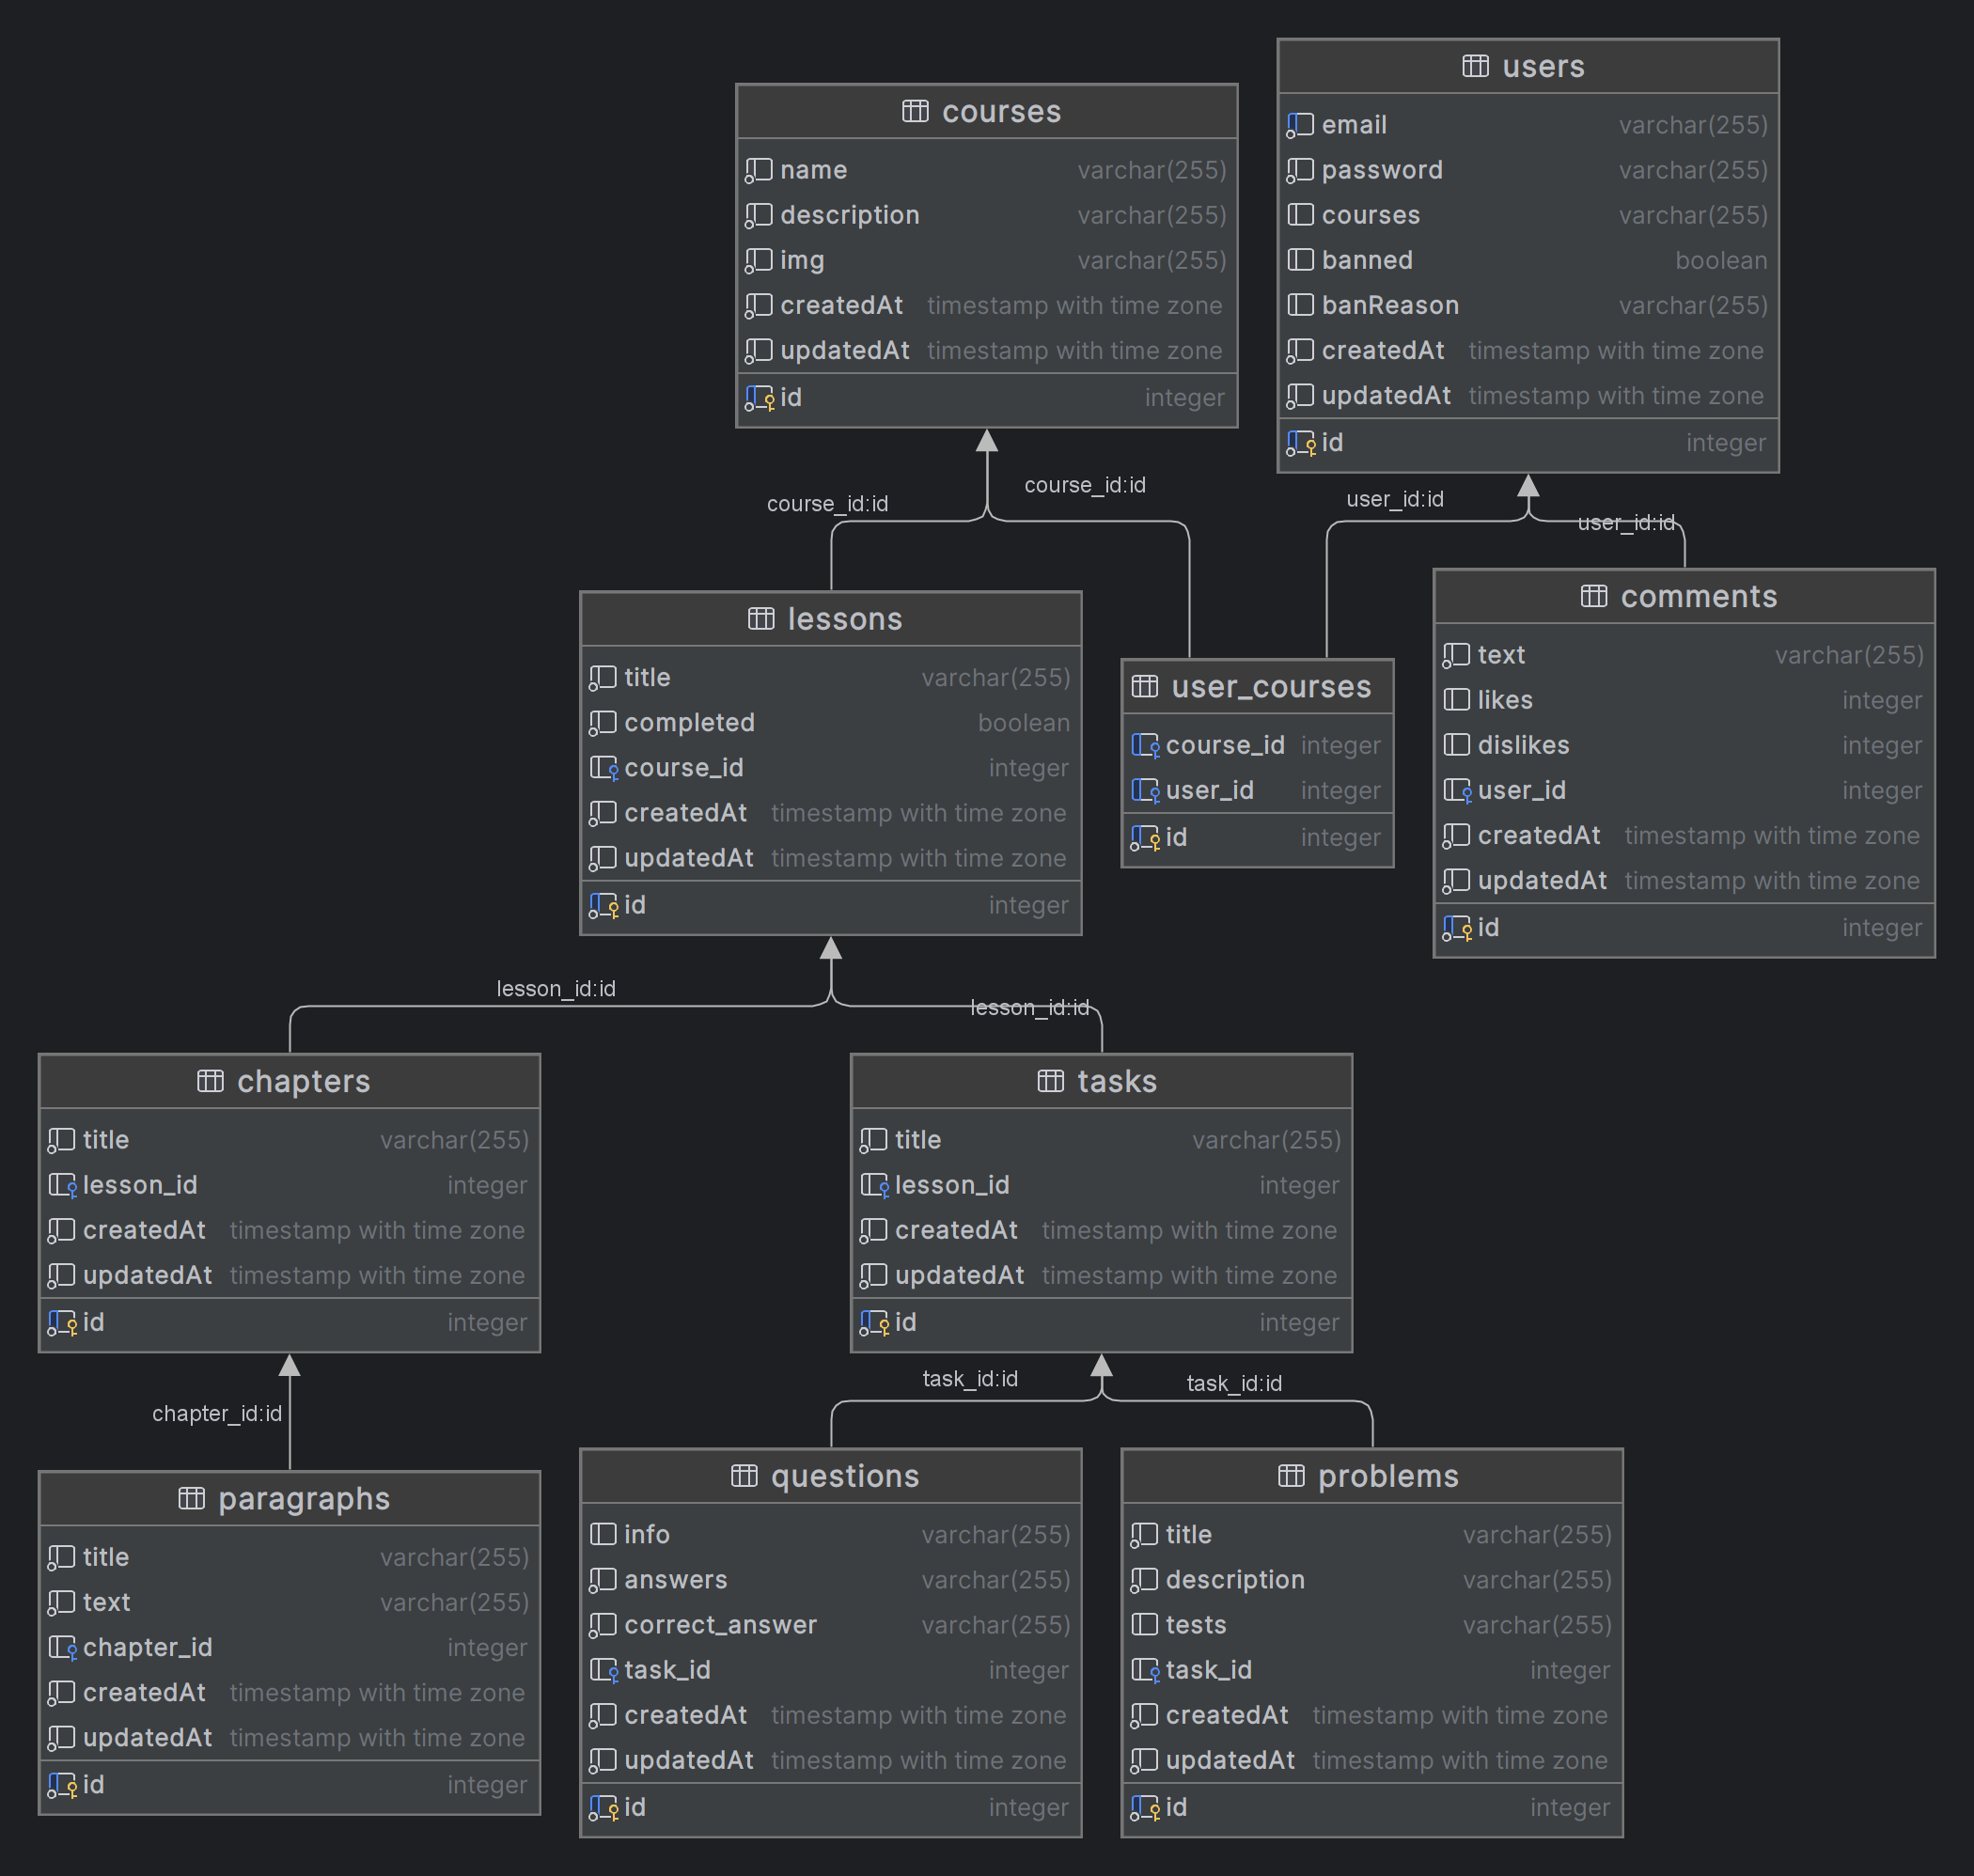 users
email varchar(255)
password varchar(255)
courses varchar(255)
banned boolean
banReason varchar(255)
createdAt timestamp with time zone
updatedAt timestamp with time zone
id integer
courses
name varchar(255)
description varchar(255)
img varchar(255)
createdAt timestamp with time zone
updatedAt timestamp with time zone
id integer
course_id:id
course_id:id
user_id:id
user_id:id
lessons
title varchar(255)
completed boolean
course_id integer
createdAt timestamp with time zone
updatedAt timestamp with time zone
id integer
user_courses
course_id integer
user_id integer
id integer
comments
text varchar(255)
likes integer
dislikes integer
user_id integer
createdAt timestamp with time zone
updatedAt timestamp with time zone
id integer
lesson_id:id
lesson_id:id
chapters
title varchar(255)
lesson_id integer
createdAt timestamp with time zone
updatedAt timestamp with time zone
id integer
tasks
title varchar(255)
lesson_id integer
createdAt timestamp with time zone
updatedAt timestamp with time zone
id integer
chapter_id:id
task_id:id
task_id:id
paragraphs
title varchar(255)
text varchar(255)
chapter_id integer
createdAt timestamp with time zone
updatedAt timestamp with time zone
id integer
questions
info varchar(255)
answers varchar(255)
correct_answer varchar(255)
task_id integer
createdAt timestamp with time zone
updatedAt timestamp with time zone
id integer
problems
title varchar(255)
description varchar(255)
tests varchar(255)
task_id integer
createdAt timestamp with time zone
updatedAt timestamp with time zone
id integer